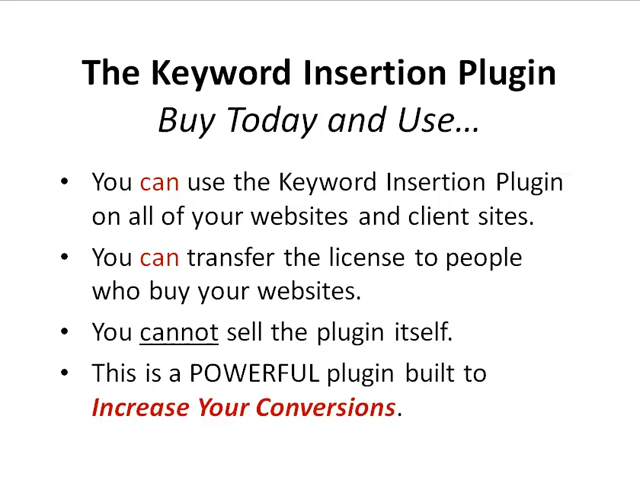 The Keyword Insertion Plugin
Buy Today and Use...
• You can use the Keyword Insertion Plugin
on all of your websites and client sites.
• You can transfer the license to people
who buy your websites.
• You cannot sell the plugin itself.
• This is a POWERFUL plugin built to
Increase Your Conversions.